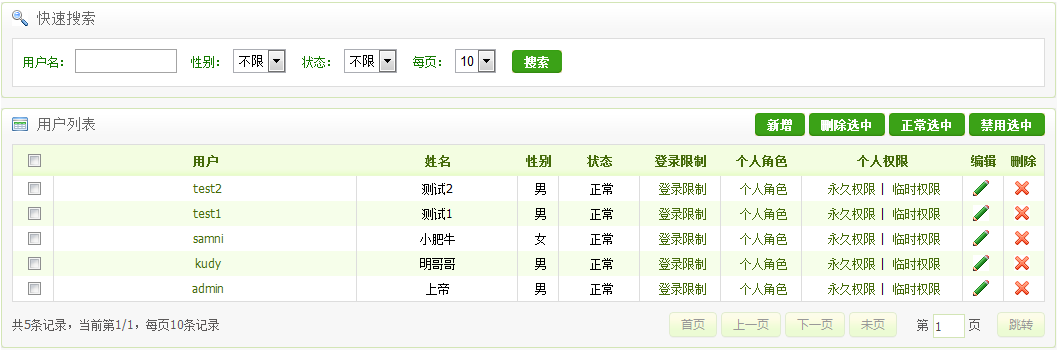 快速搜索
用户名： 性别： 不限 状态： 不限 每页： 10 搜索
用户列表 新增 删除选中 正常选中 禁用选中
用户 姓名 性别 状态 登录限制 个人角色 个人权限 编辑 删除
test2 测试2 男 正常 登录限制 个人角色 永久权限 | 临时权限
test1 测试1 男 正常 登录限制 个人角色 永久权限 | 临时权限
samni 小肥牛 女 正常 登录限制 个人角色 永久权限 | 临时权限
kudy 明哥哥 男 正常 登录限制 个人角色 永久权限 | 临时权限
admin 上帝 男 正常 登录限制 个人角色 永久权限 | 临时权限
共5条记录，当前第1/1，每页10条记录 首页 上一页 下一页 末页 第 1 页 跳转